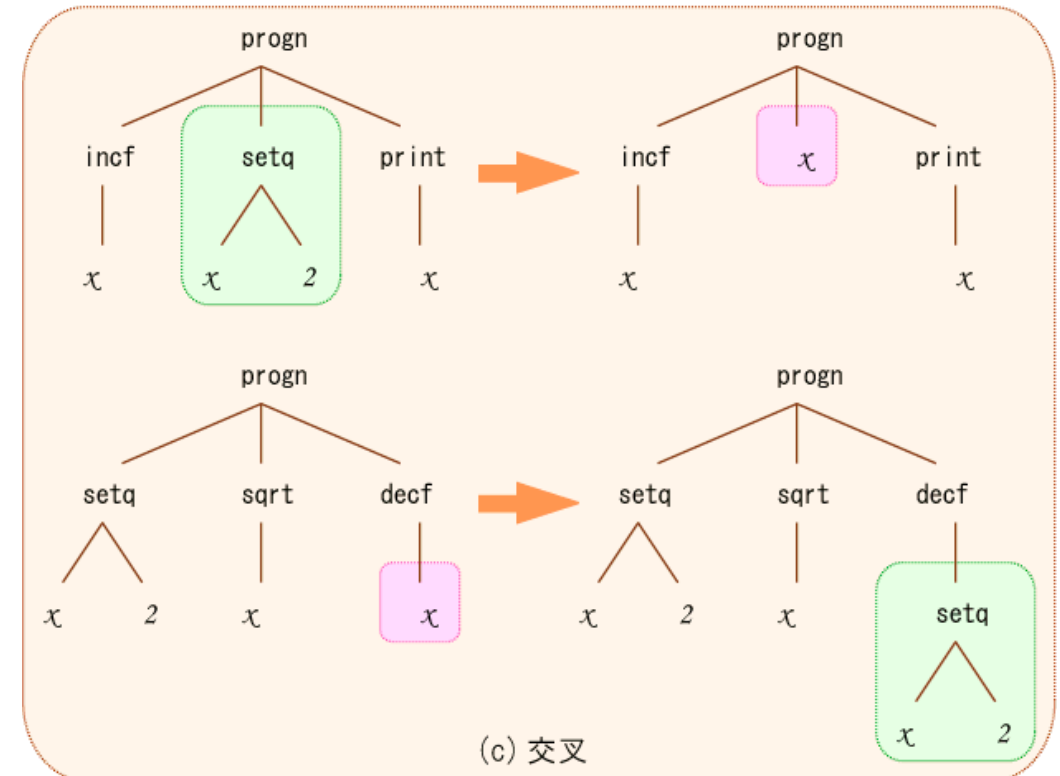 progn progn
incf setq print incf x print
x x 2 x x x
progn progn
setq sqrt decf setq sqrt decf
x 2 x x x 2 x setq
x 2
(c) 交叉